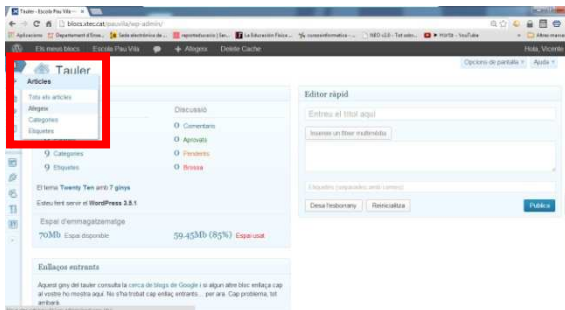 Tauler ‹ Escola Pau Vila — W
blocs.xtec.cat/pauvila/wp-admin/
Aplicacions
La Educación Física
YouTube
Els meus blocs Escola Pau Vila + Afegeix Delete Cache
Hola, Vicente
Opcions de pantalla Ajuda
Tauler
Articles
Tots els articles
Afegeix
Categories
Etiquetes
9 Categories
9 Etiquetes
Discussió
0 Comentaris
0 Aprovats
0 Pendents
0 Brossa
El tema Twenty Ten amb 7 ginys
Esteu fent servir el WordPress 3.5.1.
Espai d'emmagatzematge
70Mb Espai disponible
59.45Mb (85%) Espai usat
Enllaços entrants
Aquest giny del tauler consulta la cerca de blogs de Google i si algun altre bloc enllaça cap
al vostre ho mostra aquí. No s'ha trobat cap enllaç entrants... per ara. Cap problema, tot
arribarà.
Editor ràpid
Entreu el títol aquí
Insereix un fitxer multimèdia
Etiquetes (separades amb comes)
Desa l'esborrany Reinicialitza Publica